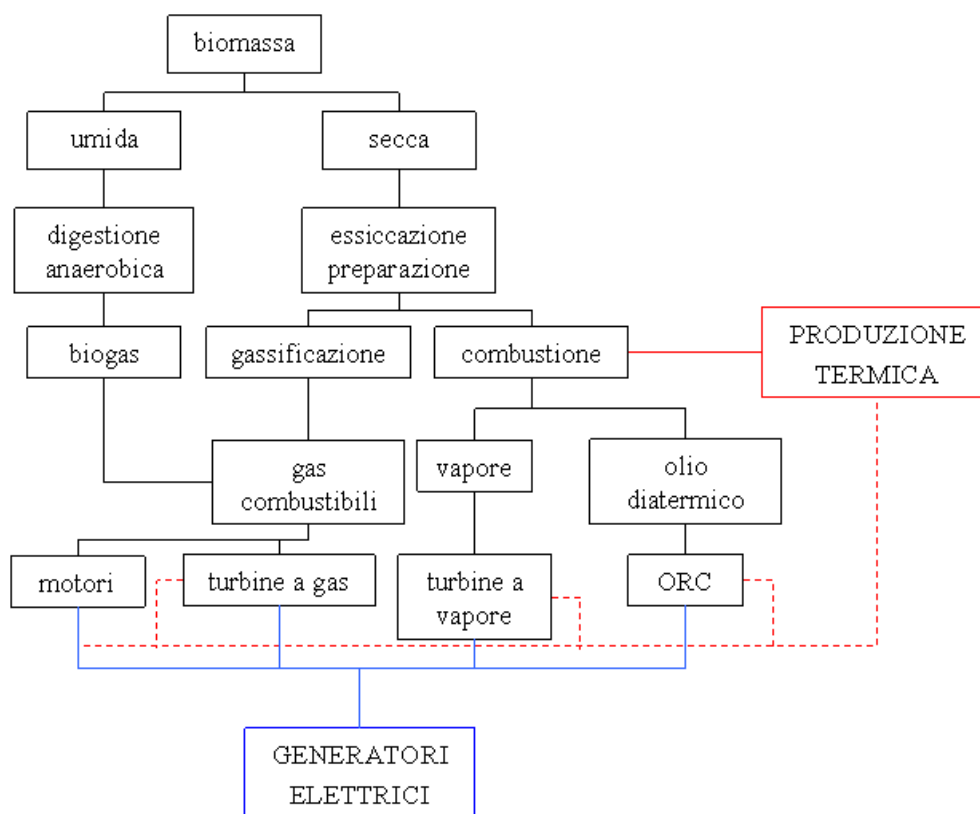 biomassa
umida
secca
digestione
anaerobica
essiccazione
preparazione
biogas
gassificazione
combustione
PRODUZIONE
TERMICA
gas
combustibili
vapore
olio
diatermico
motori
turbine a gas
turbine a
vapore
ORC
GENERATORI
ELETTRICI